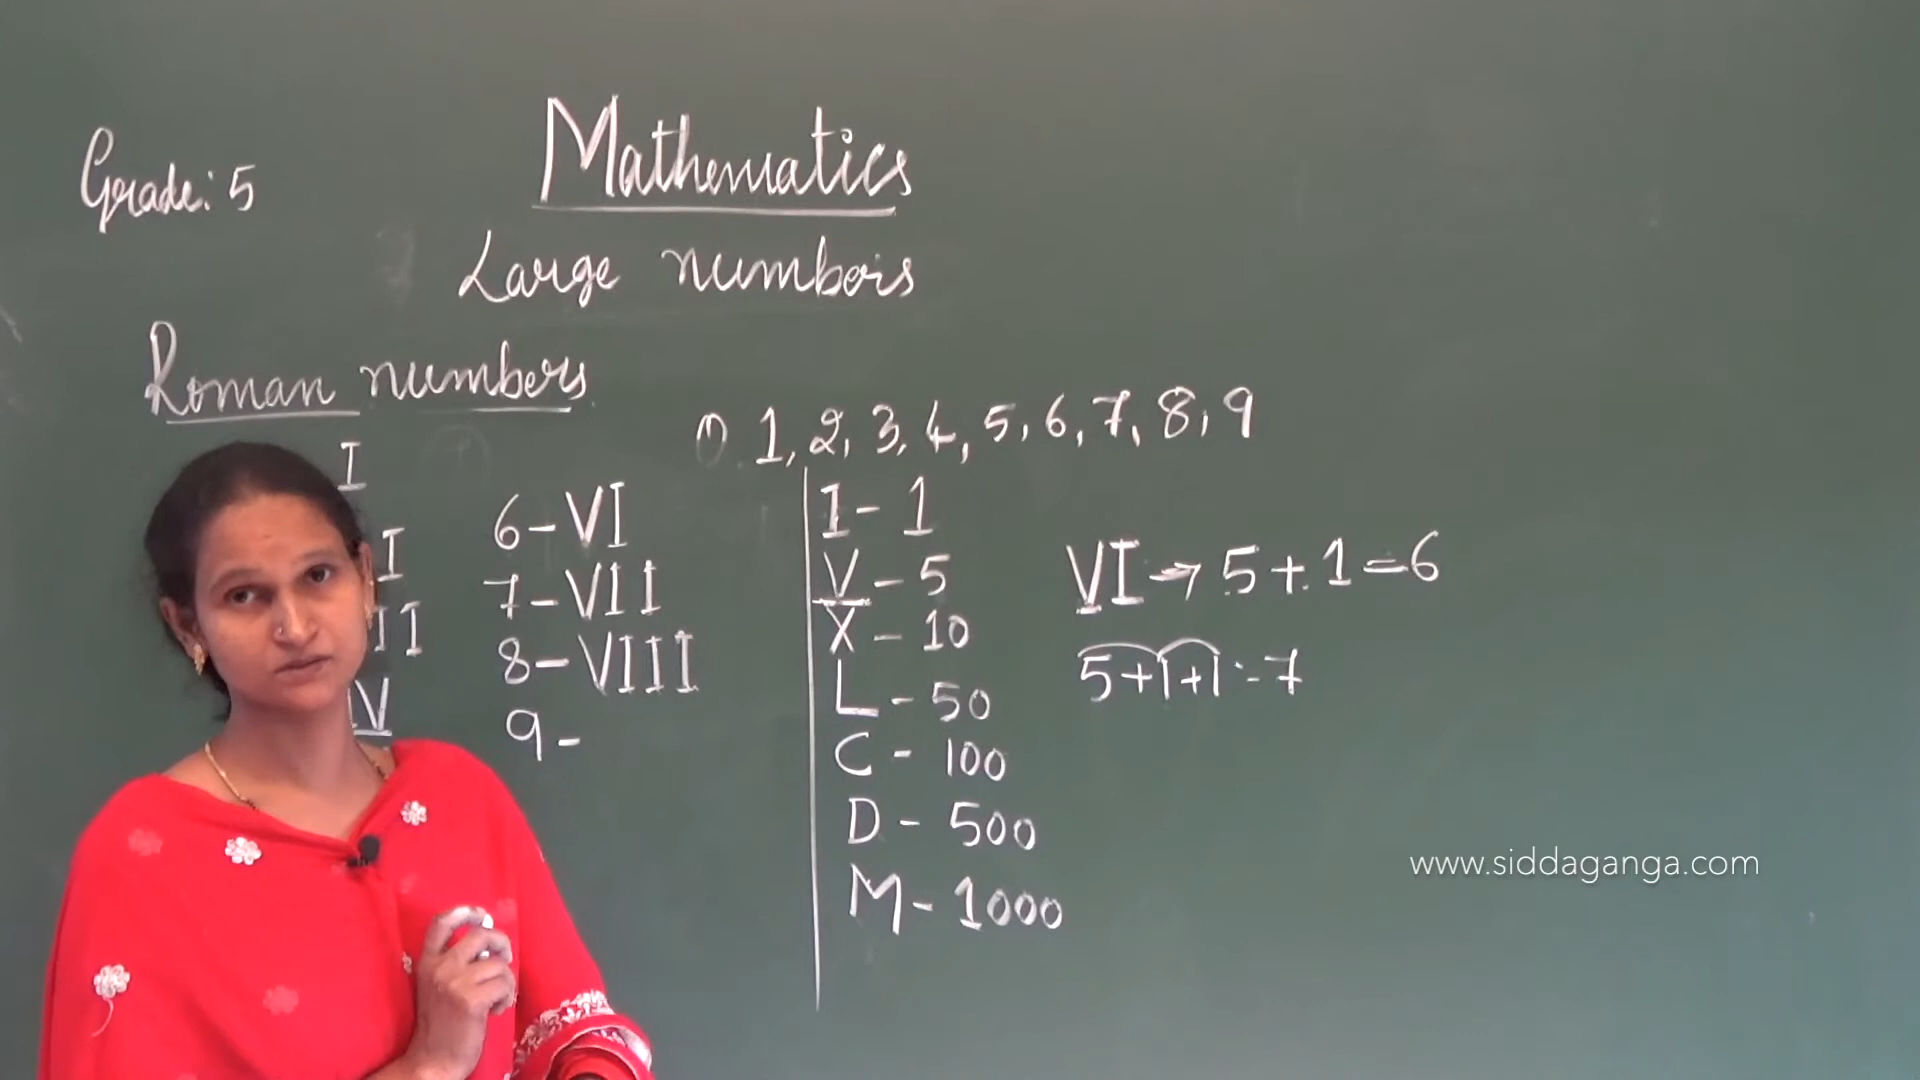 Mathematics
Grade: 5
Large numbers
Roman numbers
0. 1, 2, 3, 4, 5, 6, 7, 8, 9
I
I
II
IV
6-VI
7-VII
8-VIII
9-
I- 1
V-5
X-10
L-50
C-100
D-500
M-1000
VI→5+1=6
5+1+1=7
www.siddaganga.com